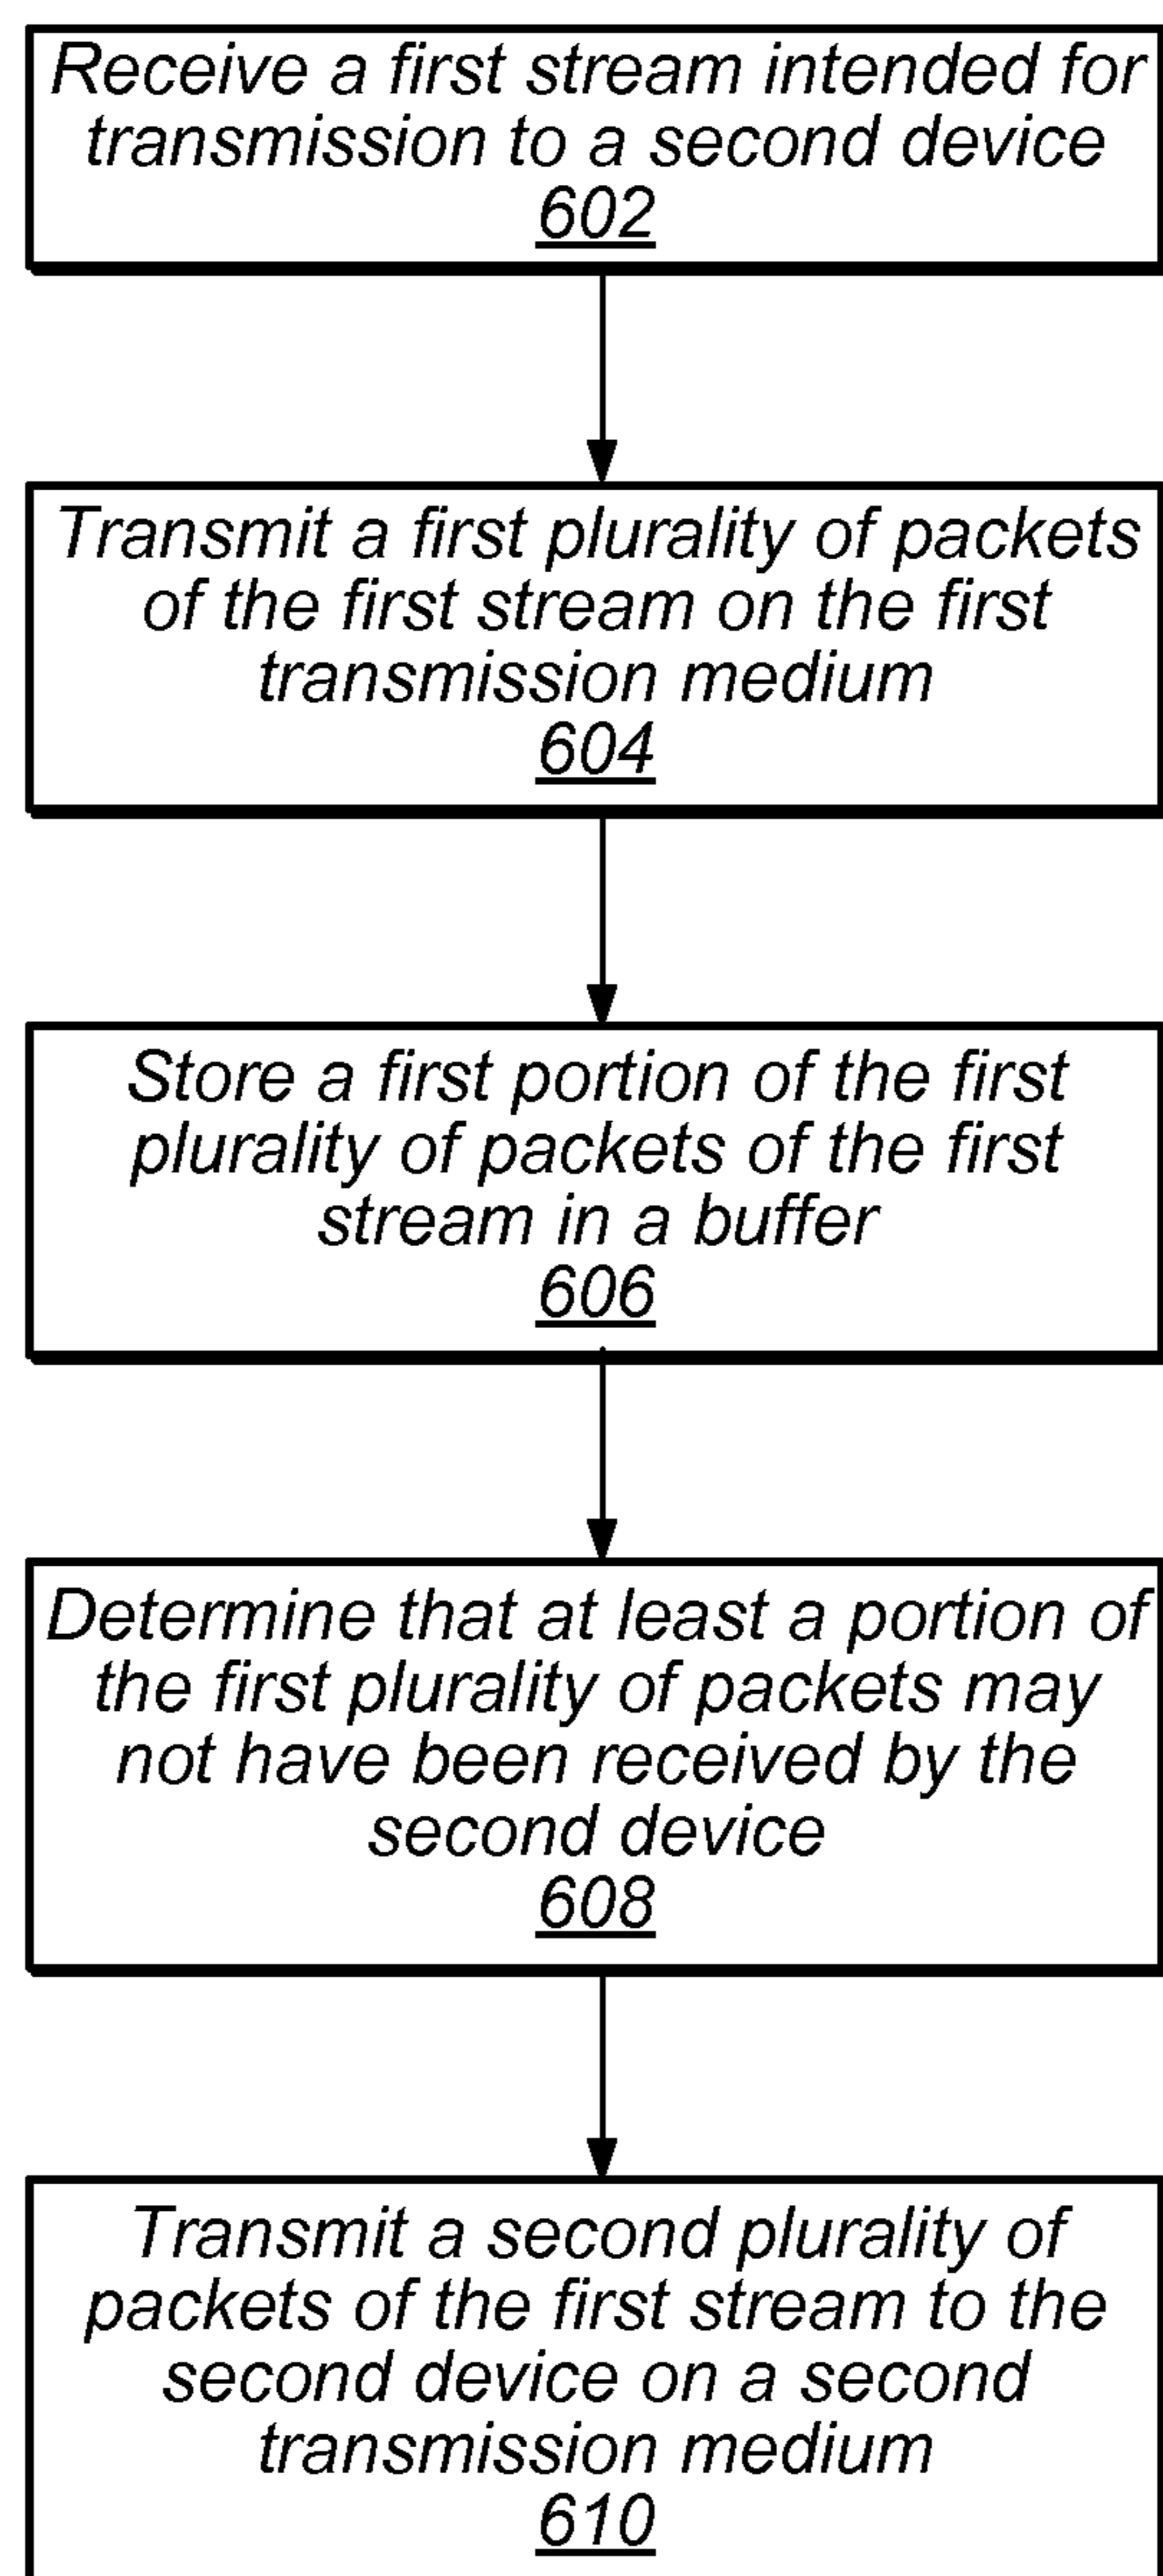 Receive a first stream intended for
transmission to a second device
602
Transmit a first plurality of packets
of the first stream on the first
transmission medium
604
Store a first portion of the first
plurality of packets of the first
stream in a buffer
606
Determine that at least a portion of
the first plurality of packets may
not have been received by the
second device
608
Transmit a second plurality of
packets of the first stream to the
second device on a second
transmission medium
610